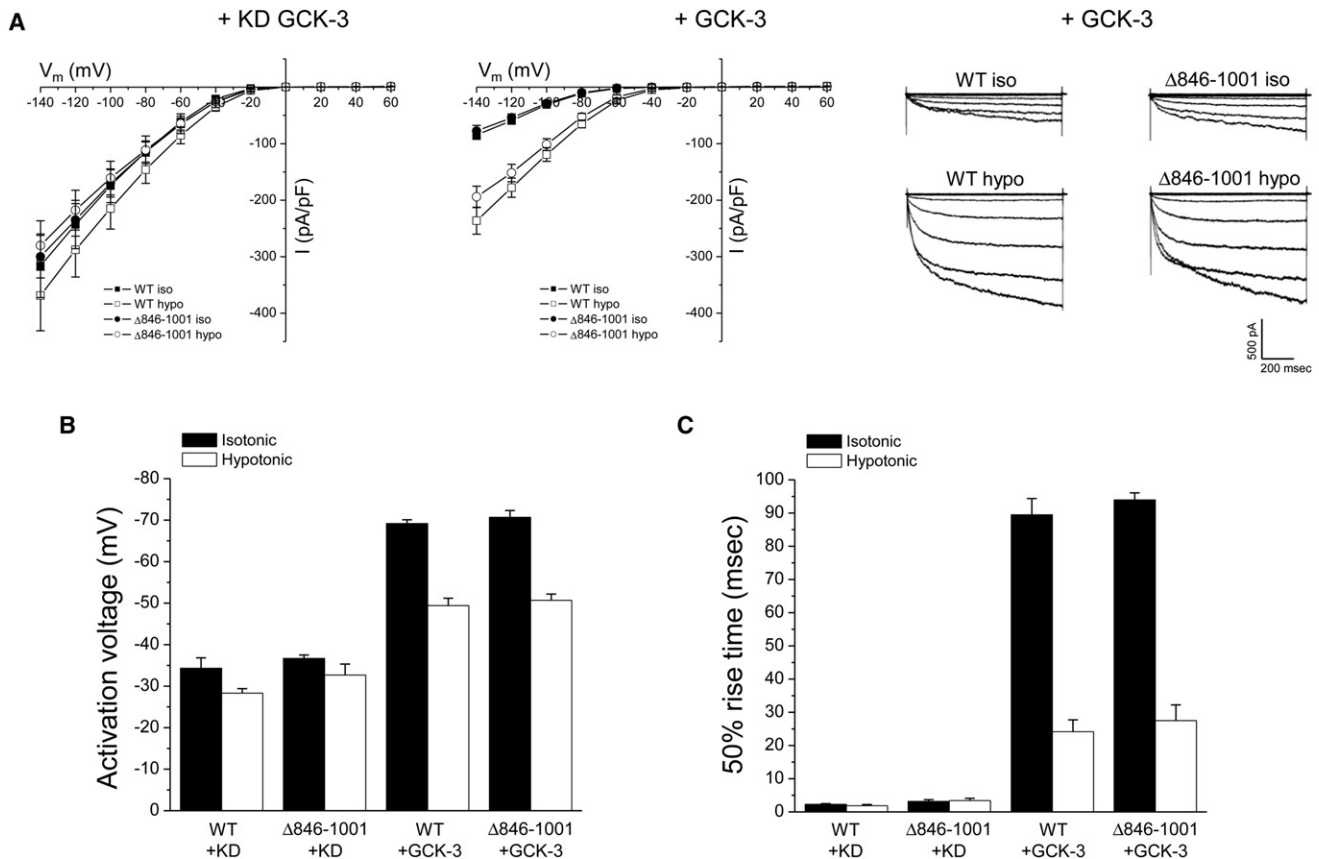 A
+ KD GCK-3
+ GCK-3
+ GCK-3
Vm (mV)
-140 -120 -100 -80 -60 -40 -20 0 20 40 60
-100
-200
-300
-400
I (pA/pF)
WT iso
WT hypo
Δ846-1001 iso
Δ846-1001 hypo
Vm (mV)
-140 -120 -100 -80 -60 -40 -20 0 20 40 60
-100
-200
-300
-400
I (pA/pF)
WT iso
WT hypo
Δ846-1001 iso
Δ846-1001 hypo
WT iso
Δ846-1001 iso
WT hypo
Δ846-1001 hypo
500 pA
200 msec
B
Isotonic
Hypotonic
Activation voltage (mV)
-80
-70
-60
-50
-40
-30
-20
-10
0
WT Δ846-1001 WT Δ846-1001
+KD +KD +GCK-3 +GCK-3
C
Isotonic
Hypotonic
50% rise time (msec)
100
90
80
70
60
50
40
30
20
10
0
WT Δ846-1001 WT Δ846-1001
+KD +KD +GCK-3 +GCK-3